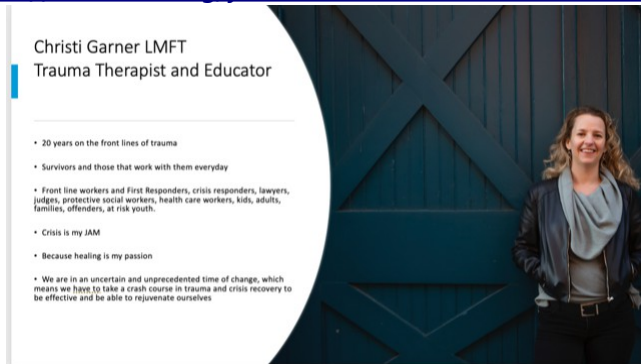 Christi Garner LMFT
Trauma Therapist and Educator
• 20 years on the front lines of trauma
• Survivors and those that work with them everyday
• Front line workers and First Responders, crisis responders, lawyers,
judges, protective social workers, health care workers, kids, adults,
families, offenders, at risk youth.
• Crisis is my JAM
• Because healing is my passion
• We are in an uncertain and unprecedented time of change, which
means we have to take a crash course in trauma and crisis recovery to
be effective and be able to rejuvenate ourselves